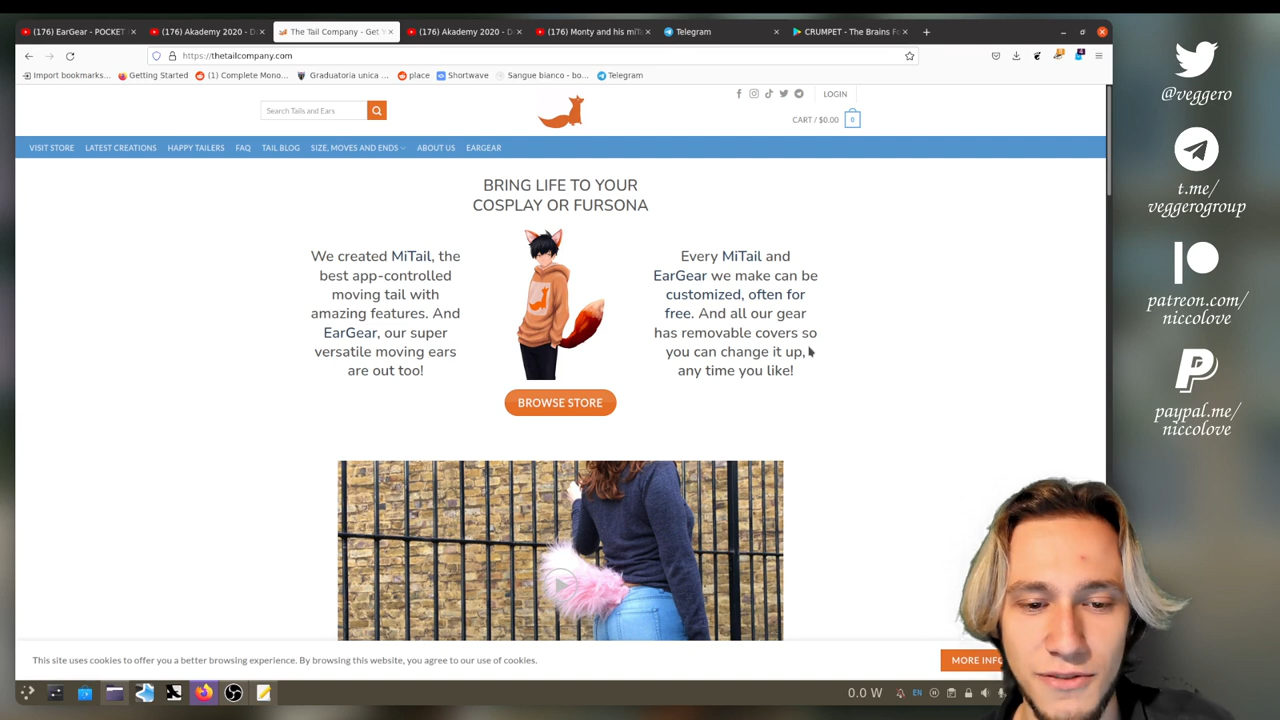 (176) EarGear - POCKET
(176) Akademy 2020 - D
The Tail Company - Get Y
(176) Akademy 2020 - D
(176) Monty and his miTa
Telegram
CRUMPET - The Brains Fo
https://thetailcompany.com
Import bookmarks...
Getting Started
(1) Complete Mono...
Graduatoria unica ...
place
Shortwave
Sangue bianco - bo...
Telegram
Search Tails and Ears
LOGIN
CART / $0.00
0
VISIT STORE
LATEST CREATIONS
HAPPY TAILERS
FAQ
TAIL BLOG
SIZE, MOVES AND ENDS
ABOUT US
EARGEAR
BRING LIFE TO YOUR
COSPLAY OR FURSONA
We created MiTail, the
best app-controlled
moving tail with
amazing features. And
EarGear, our super
versatile moving ears
are out too!
Every MiTail and
EarGear we make can be
customized, often for
free. And all our gear
has removable covers so
you can change it up,
any time you like!
BROWSE STORE
This site uses cookies to offer you a better browsing experience. By browsing this website, you agree to our use of cookies.
MORE INFO
0.0 W
EN
@veggero
t.me/
veggerogroup
patreon.com/
niccolove
paypal.me/
niccolove